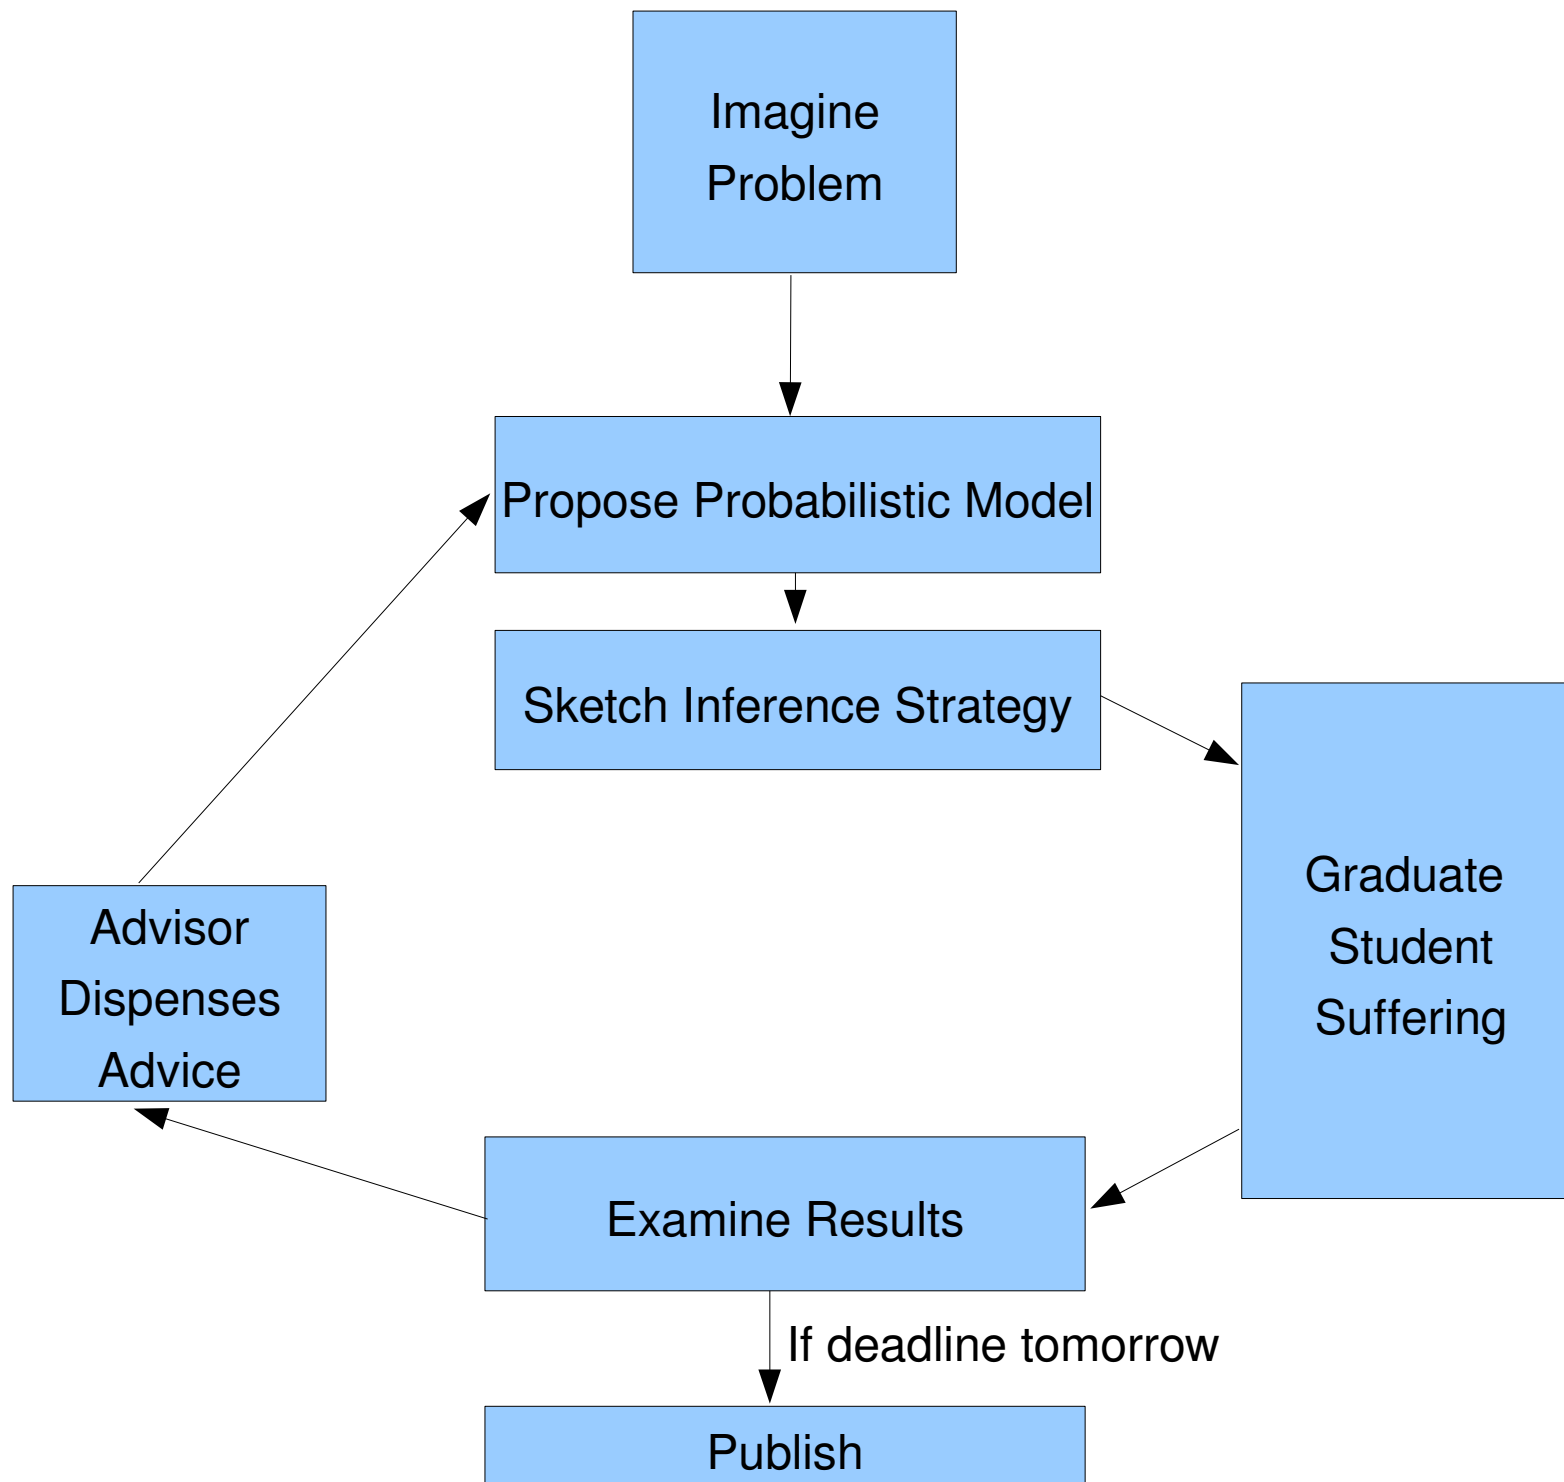 Imagine
Problem
Propose Probabilistic Model
Sketch Inference Strategy
Graduate
Student
Suffering
Advisor
Dispenses
Advice
Examine Results
If deadline tomorrow
Publish